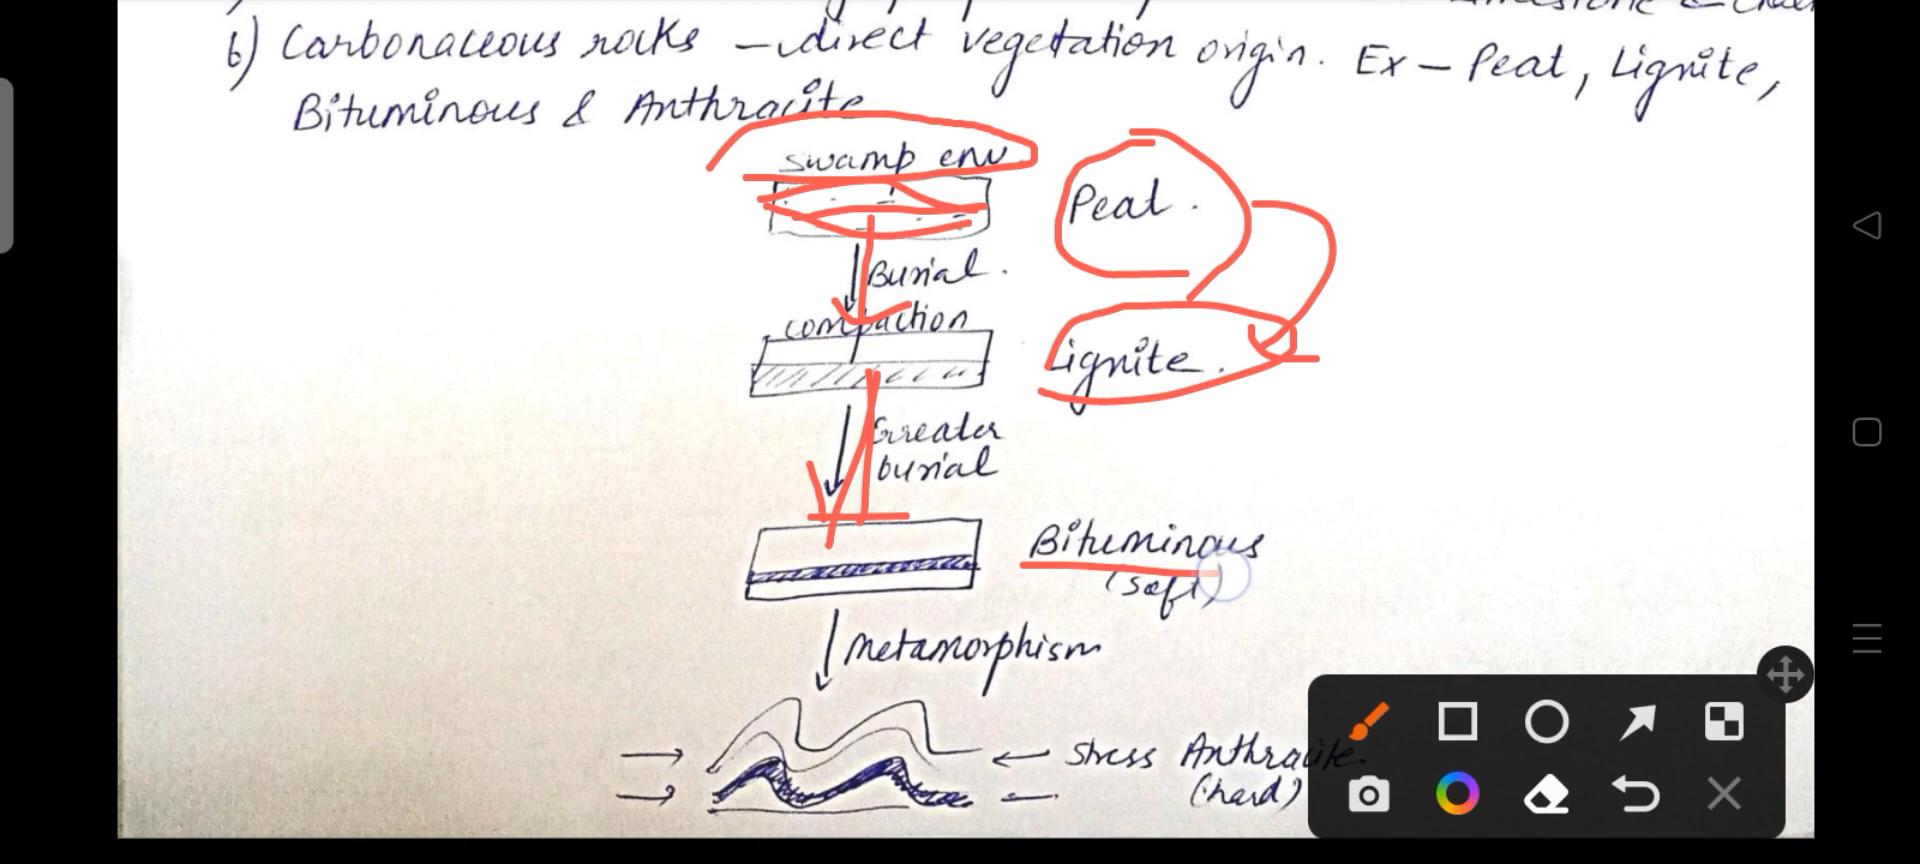 b) Carbonaceous rocks – direct vegetation origin. Ex – Peat, Lignite,
Bituminous & Anthracite
swamp env.
Peat.
Burial.
compaction
Lignite.
Greater
burial
Bituminous
(soft)
Metamorphism
Stress Anthracite.
(hard)